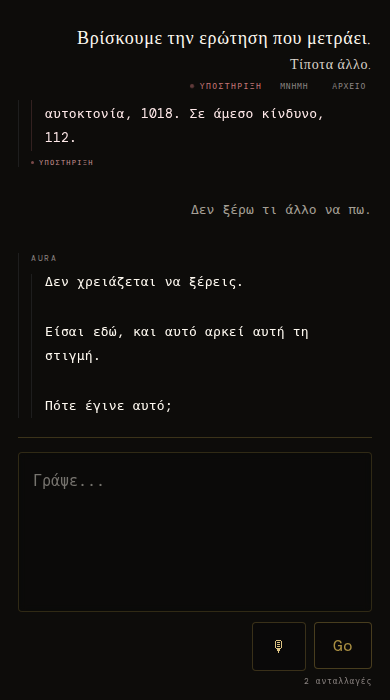 Βρίσκουμε την ερώτηση που μετράει.
Τίποτα άλλο.
ΥΠΟΣΤΗΡΙΞΗ ΜΝΗΜΗ ΑΡΧΕΙΟ
αυτοκτονία, 1018. Σε άμεσο κίνδυνο,
112.
ΥΠΟΣΤΗΡΙΞΗ
Δεν ξέρω τι άλλο να πω.
AURA
Δεν χρειάζεται να ξέρεις.
Είσαι εδώ, και αυτό αρκεί αυτή τη
στιγμή.
Πότε έγινε αυτό;
Γράψε...
Go
2 ανταλλαγές